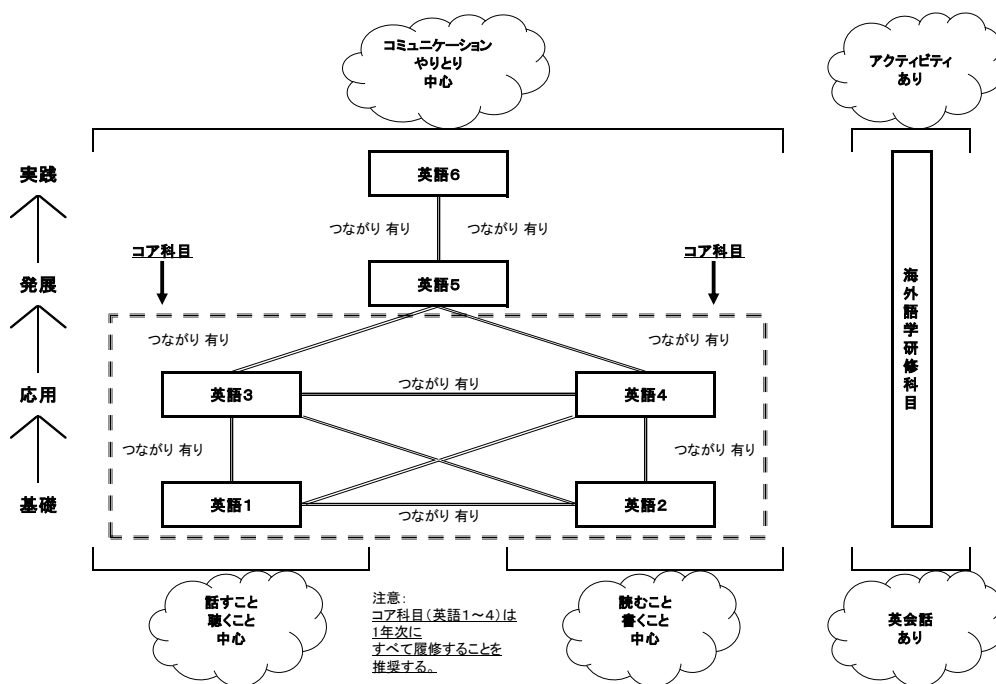 コミュニケーション
やりとり
中心
アクティビティ
あり
実践
英語6
つながり 有り
つながり 有り
コア科目
コア科目
発展
英語5
海外語学研修科目
つながり 有り
つながり 有り
応用
英語3
つながり 有り
英語4
つながり 有り
つながり 有り
基礎
英語1
つながり 有り
英語2
話すこと
聴くこと
中心
注意:
コア科目(英語1~4)は
1年次に
すべて履修することを
推奨する。
読むこと
書くこと
中心
英会話
あり